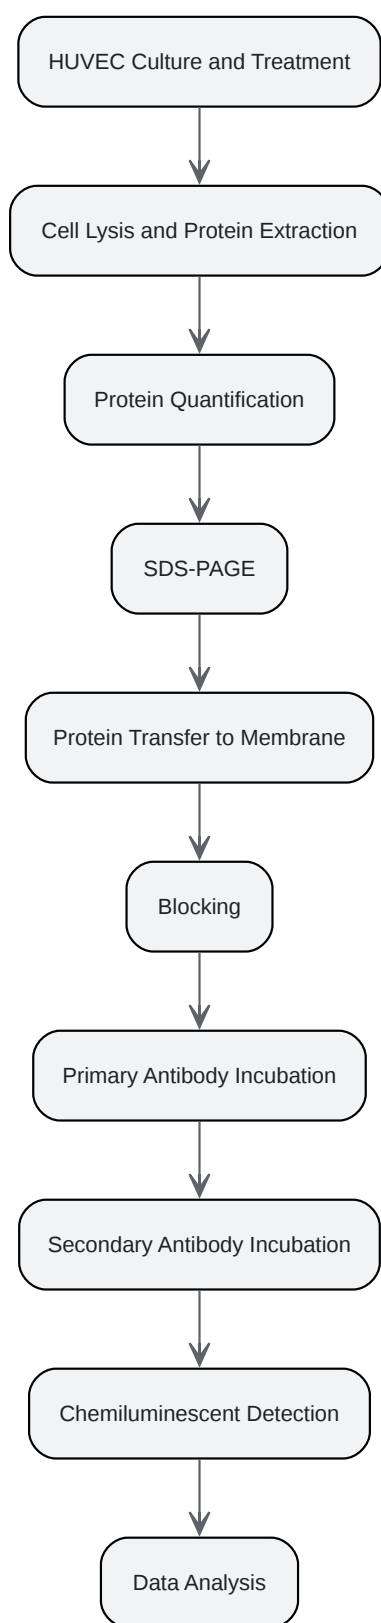 HUVEC Culture and Treatment
Cell Lysis and Protein Extraction
Protein Quantification
SDS-PAGE
Protein Transfer to Membrane
Blocking
Primary Antibody Incubation
Secondary Antibody Incubation
Chemiluminescent Detection
Data Analysis